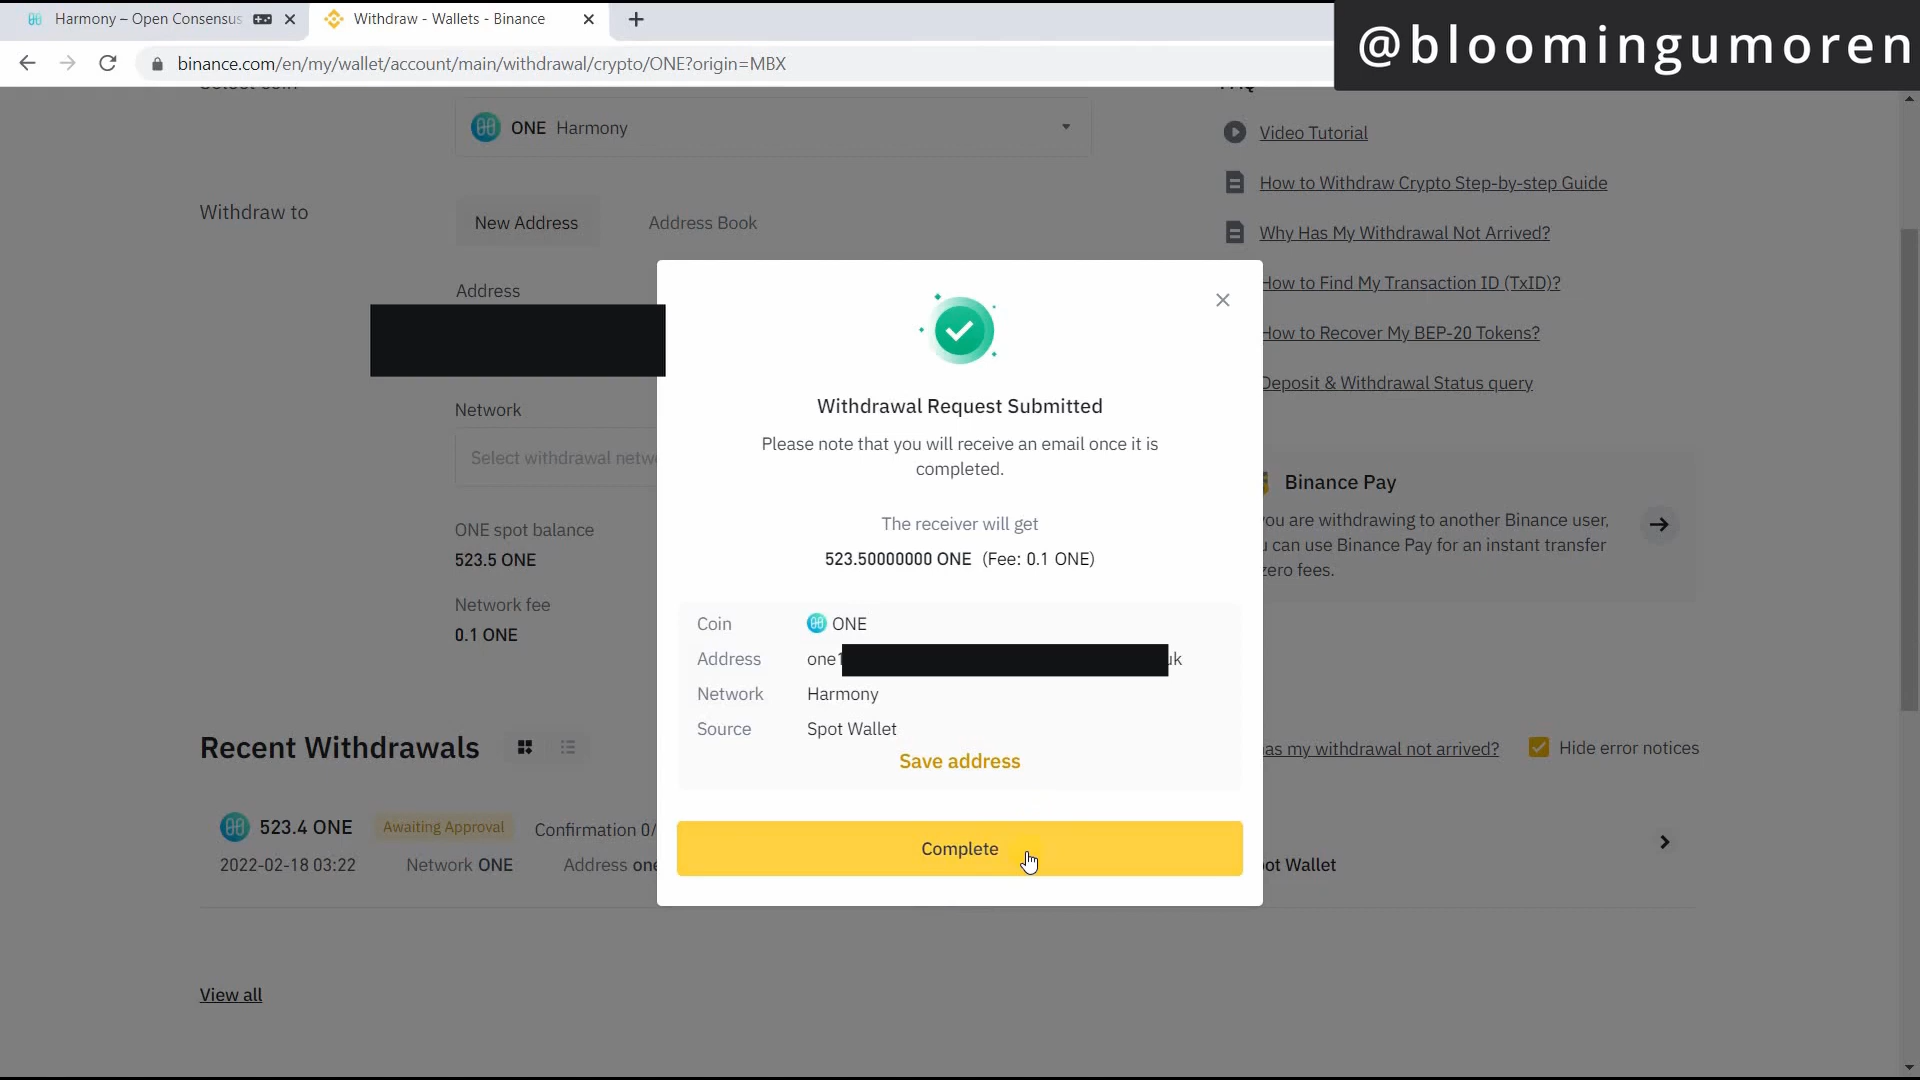 Harmony – Open Consensus
Withdraw - Wallets - Binance
@bloomingumoren
binance.com/en/my/wallet/account/main/withdrawal/crypto/ONE?origin=MBX
ONE Harmony
Video Tutorial
How to Withdraw Crypto Step-by-step Guide
Withdraw to
New Address
Address Book
Why Has My Withdrawal Not Arrived?
Address
How to Find My Transaction ID (TxID)?
How to Recover My BEP-20 Tokens?
Deposit & Withdrawal Status query
Network
Select withdrawal netw
ONE spot balance
523.5 ONE
Network fee
0.1 ONE
Withdrawal Request Submitted
Please note that you will receive an email once it is
completed.
The receiver will get
523.50000000 ONE (Fee: 0.1 ONE)
Coin ONE
Address one1 uk
Network Harmony
Source Spot Wallet
Save address
Complete
Binance Pay
you are withdrawing to another Binance user,
can use Binance Pay for an instant transfer
zero fees.
Recent Withdrawals
as my withdrawal not arrived?
Hide error notices
523.4 ONE Awaiting Approval Confirmation 0/
2022-02-18 03:22 Network ONE Address one
ot Wallet
View all